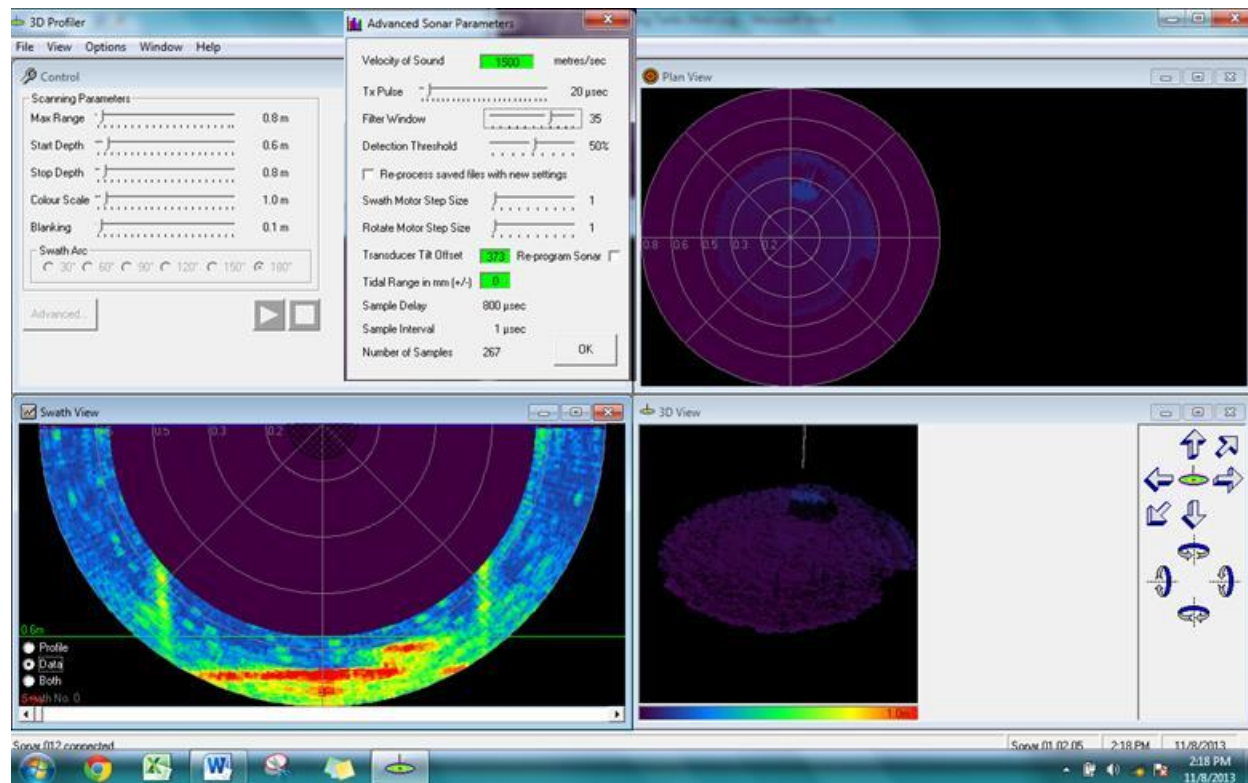 3D Profiler
File View Options Window Help
Control
Scanning Parameters
Max Range 0.8 m
Start Depth 0.6 m
Stop Depth 0.8 m
Colour Scale 1.0 m
Blanking 0.1 m
Swath Arc
30° 60° 90° 120° 150° 180°
Advanced...
Advanced Sonar Parameters
Velocity of Sound 1500 metres/sec
Tx Pulse 20 µsec
Filter Window 35
Detection Threshold 50%
Re-process saved files with new settings
Swath Motor Step Size 1
Rotate Motor Step Size 1
Transducer Tilt Offset 373 Re-program Sonar
Tidal Range in mm (+/-) 0
Sample Delay 800 µsec
Sample Interval 1 µsec
Number of Samples 267
OK
Plan View
0.8 0.6 0.5 0.3 0.2
Swath View
0.5 0.3 0.2
0.6m
Profile
Data
Both
Swath No. 0
3D View
1.0m
Sonar 012 connected
Sonar 01.02.05 2:18 PM 11/8/2013
2:18 PM
11/8/2013